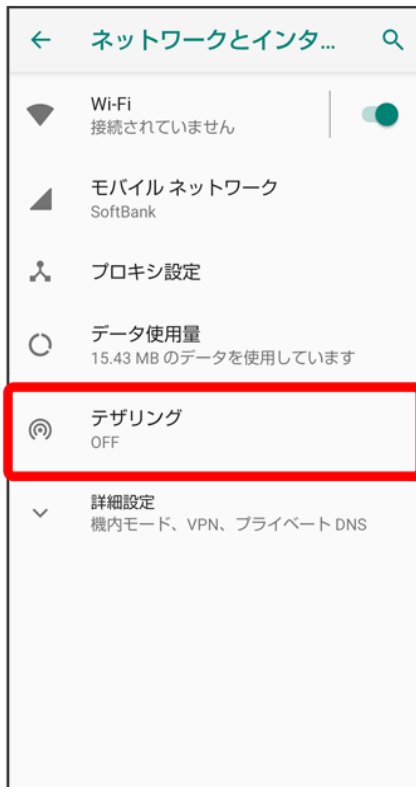 ネットワークとインタ...
Wi-Fi
接続されていません
モバイル ネットワーク
SoftBank
プロキシ設定
データ使用量
15.43 MB のデータを使用しています
テザリング
OFF
詳細設定
機内モード、VPN、プライベート DNS